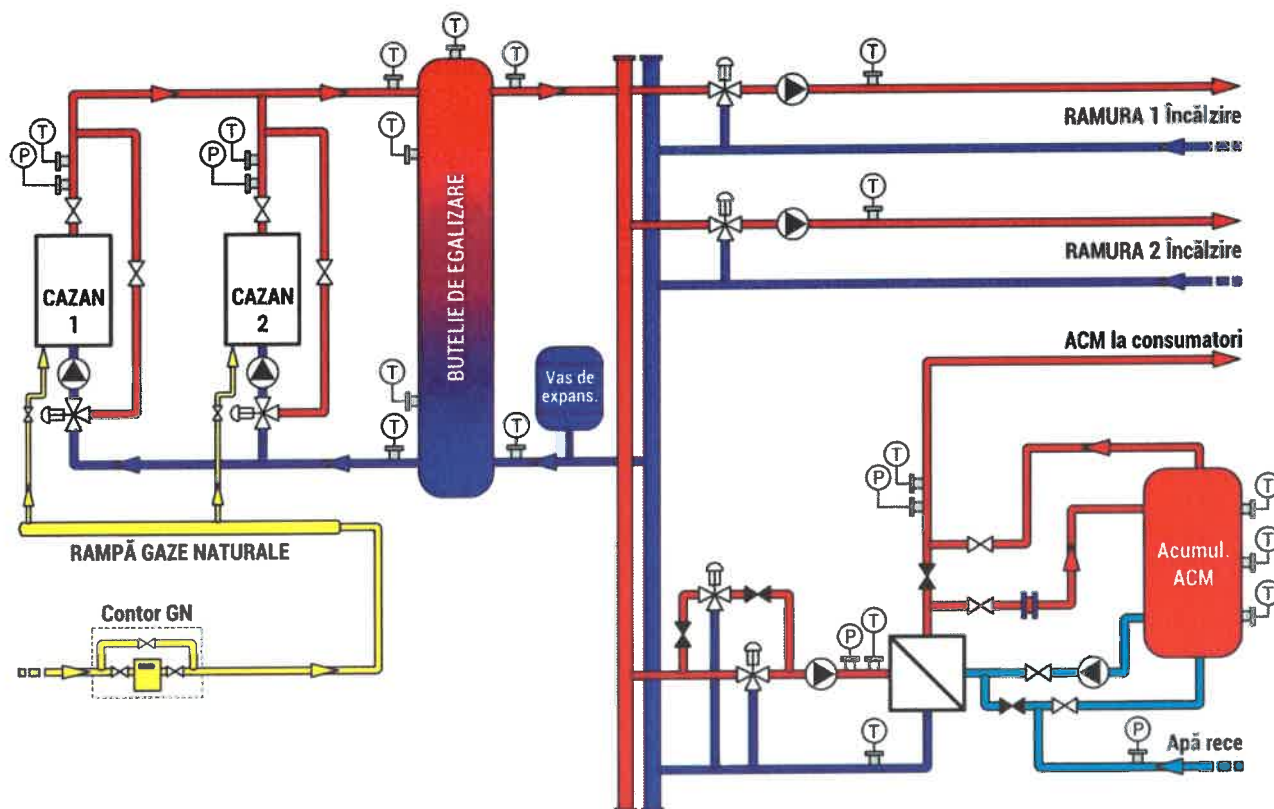 T
T
T
T
T
RAMURA 1 Încălzire
T
T
T
P
P
T
T
BUTELIE DE EGALIZARE
RAMURA 2 Încălzire
CAZAN
1
CAZAN
2
ACM la consumatori
T
Vas de
expans.
T
T
T
P
T
T
T
Acumul.
ACM
RAMPĂ GAZE NATURALE
Contor GN
P
T
T
P
Apă rece